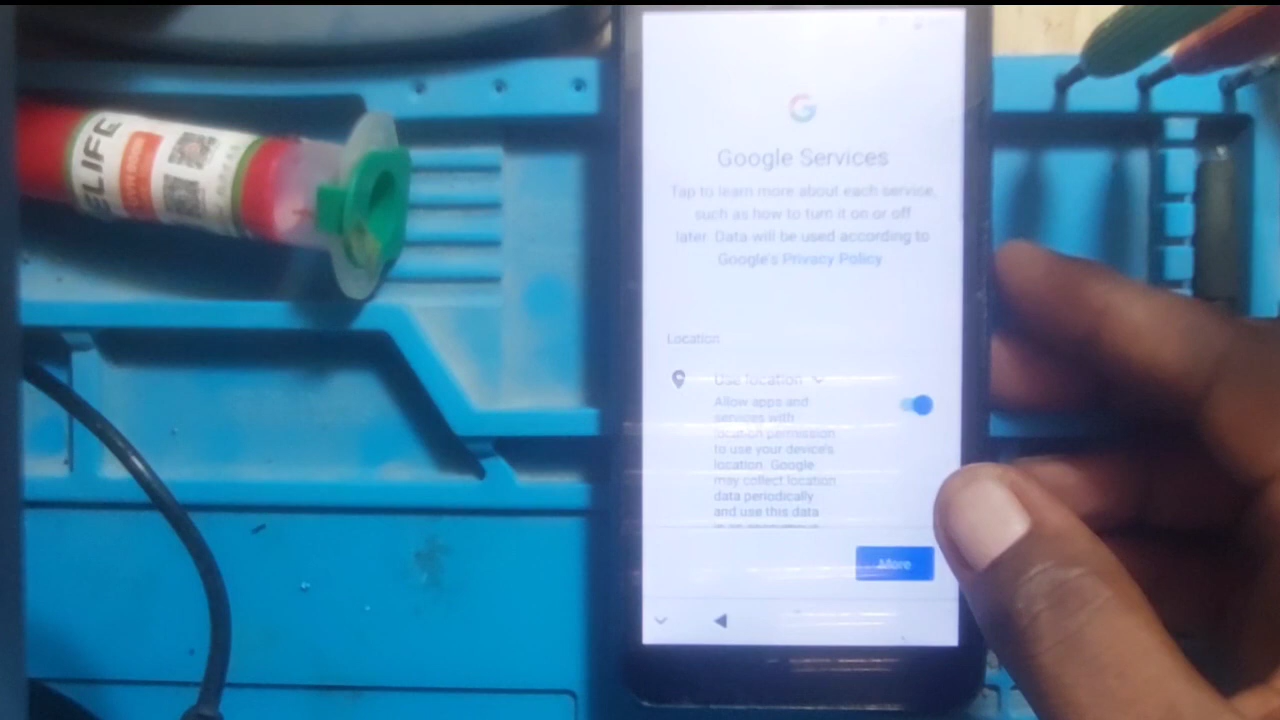 ELIFE
Google Services
Tap to learn more about each service,
such as how to turn it on or off
later. Data will be used according to
Google's Privacy Policy
Location
Use location
Allow apps and
services with
location permission
to use your device's
location. Google
may collect location
data periodically
and use this data
More